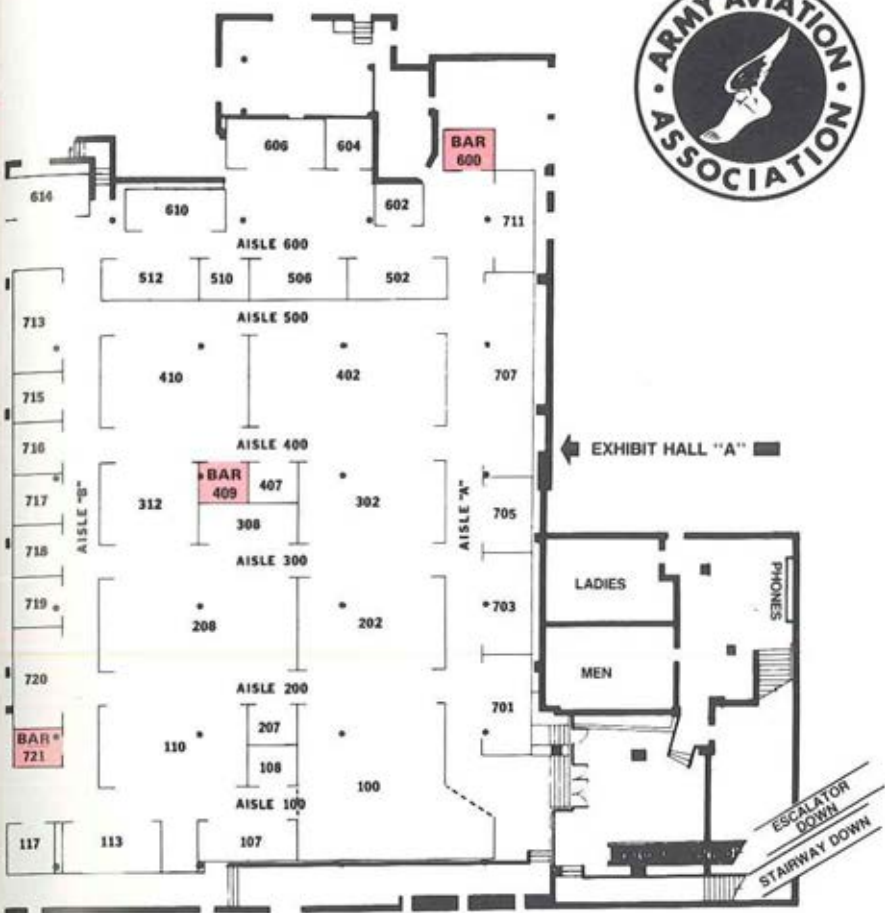 ARMY AVIATION
ASSOCIATION
606
604
BAR
600
614
610
602
711
AISLE 600
512
510
506
502
AISLE 500
713
410
402
707
715
716
AISLE 400
EXHIBIT HALL "A"
BAR
409
407
717
AISLE "B"
312
302
AISLE "A"
705
308
718
AISLE 300
LADIES
PHONES
719
208
202
703
MEN
720
AISLE 200
701
207
BAR
721
110
108
100
AISLE 100
ESCALATOR
DOWN
117
113
107
STAIRWAY DOWN